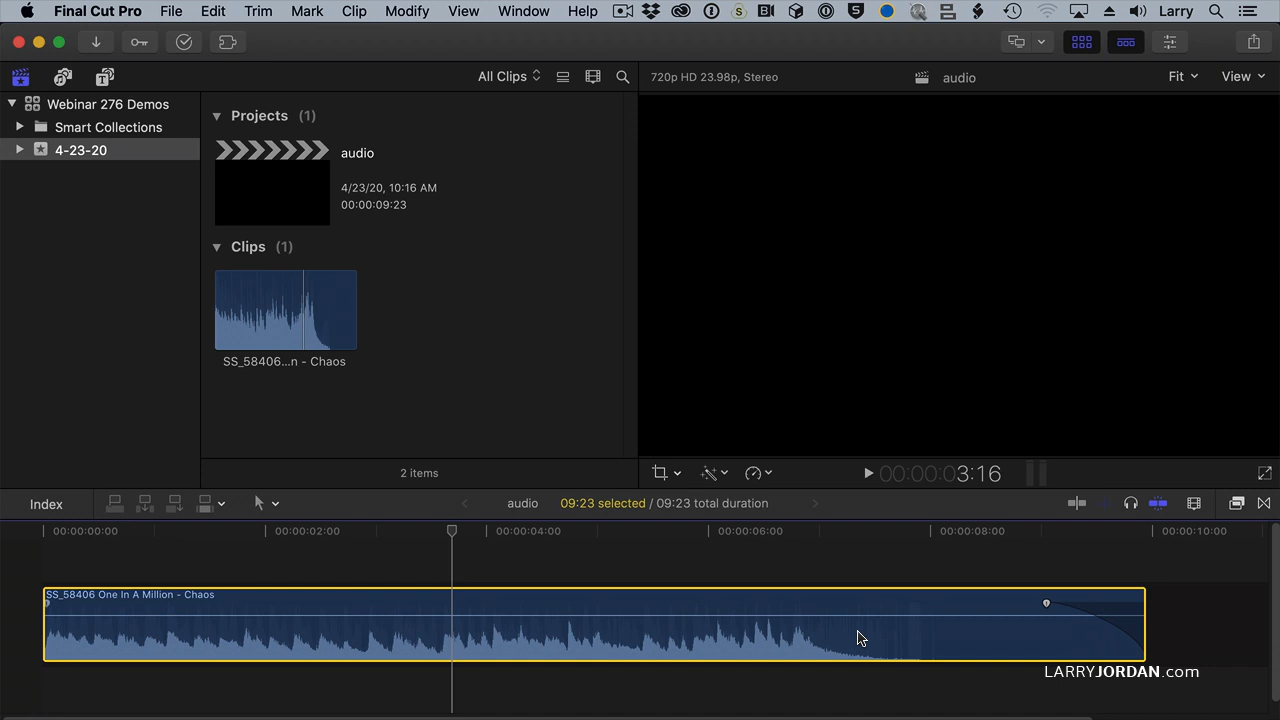 Final Cut Pro File Edit Trim Mark Clip Modify View Window Help Larry
All Clips
720p HD 23.98p, Stereo
audio
Fit
View
Webinar 276 Demos
Smart Collections
4-23-20
Projects (1)
audio
4/23/20, 10:16 AM
00:00:09:23
Clips (1)
SS_58406...n - Chaos
2 items
00:00:00:03:16
Index
audio
09:23 selected / 09:23 total duration
00:00:00:00
00:00:02:00
00:00:04:00
00:00:06:00
00:00:08:00
00:00:10:00
SS_58406 One In A Million - Chaos
LARRYJORDAN.com